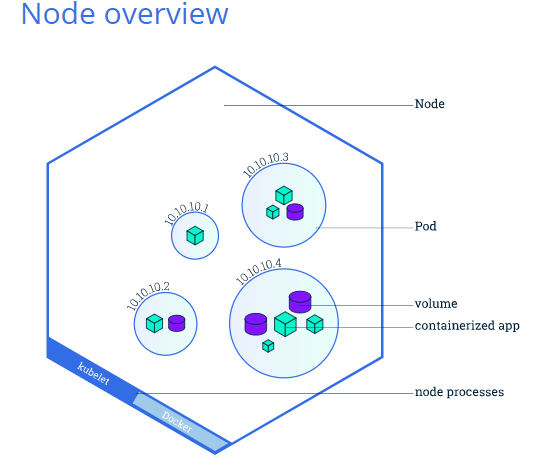 Node overview
Node
10.10.10.3
10.10.10.1
Pod
10.10.10.4
10.10.10.2
volume
containerized app
kubelet
node processes
Docker